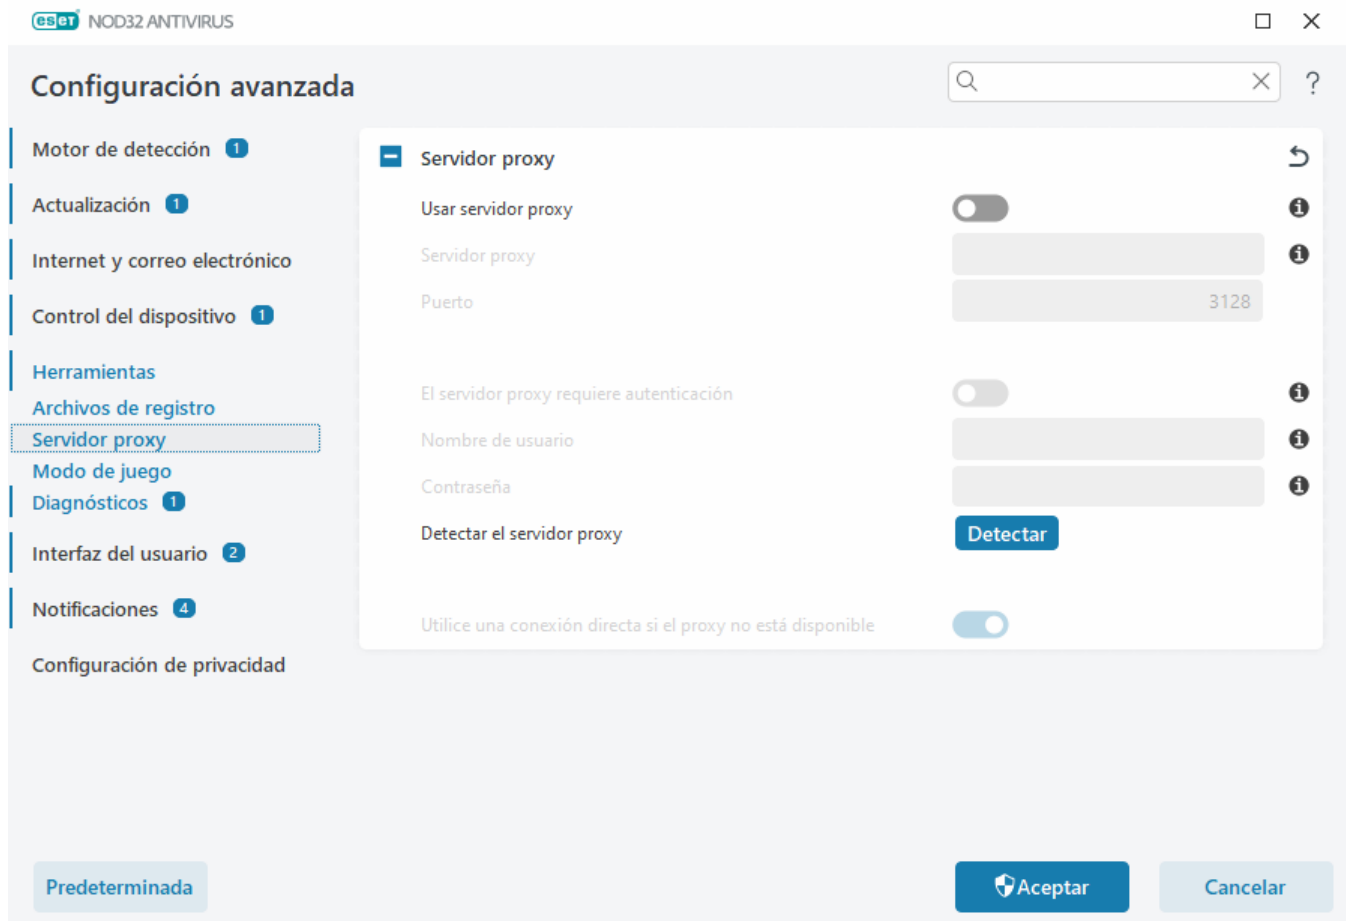 eset NOD32 ANTIVIRUS
Configuración avanzada
?
Motor de detección 1
Actualización 1
Internet y correo electrónico
Control del dispositivo 1
Herramientas
Archivos de registro
Servidor proxy
Modo de juego
Diagnósticos 1
Interfaz del usuario 2
Notificaciones 4
Configuración de privacidad
Servidor proxy
Usar servidor proxy
Servidor proxy
Puerto 3128
El servidor proxy requiere autenticación
Nombre de usuario
Contraseña
Detectar el servidor proxy Detectar
Utilice una conexión directa si el proxy no está disponible
Predeterminada Aceptar Cancelar